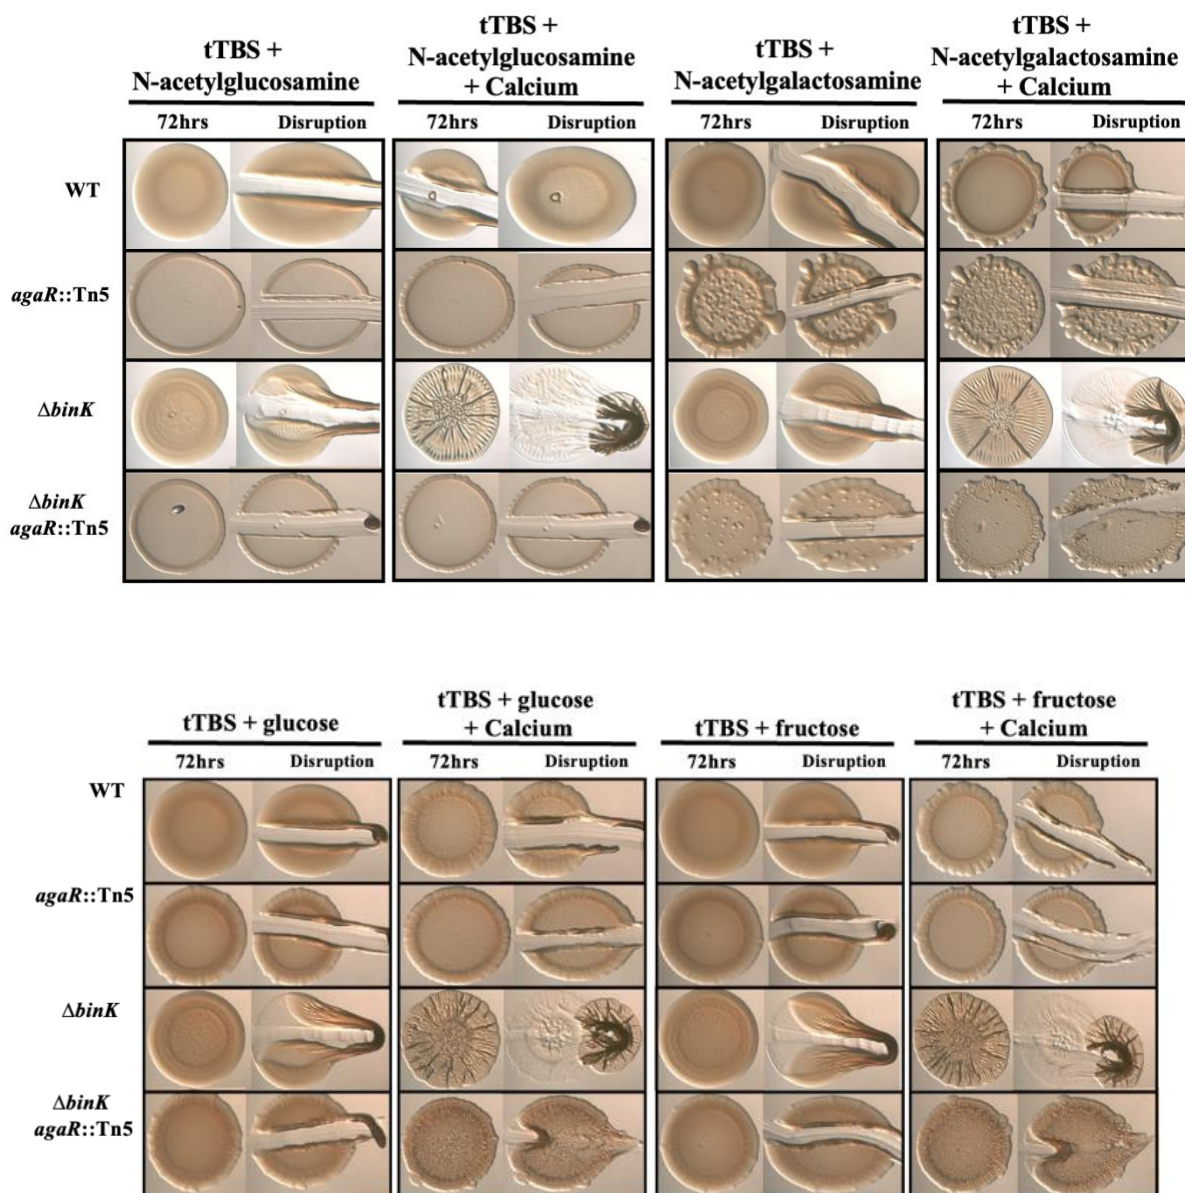 tTBS +
N-acetylglucosamine
tTBS +
N-acetylglucosamine
+ Calcium
tTBS +
N-acetylgalactosamine
tTBS +
N-acetylgalactosamine
+ Calcium
72hrs Disruption 72hrs Disruption 72hrs Disruption 72hrs Disruption
WT
agaR::Tn5
ΔbinK
ΔbinK
agaR::Tn5
tTBS + glucose
tTBS + glucose
+ Calcium
tTBS + fructose
tTBS + fructose
+ Calcium
72hrs Disruption 72hrs Disruption 72hrs Disruption 72hrs Disruption
WT
agaR::Tn5
ΔbinK
ΔbinK
agaR::Tn5